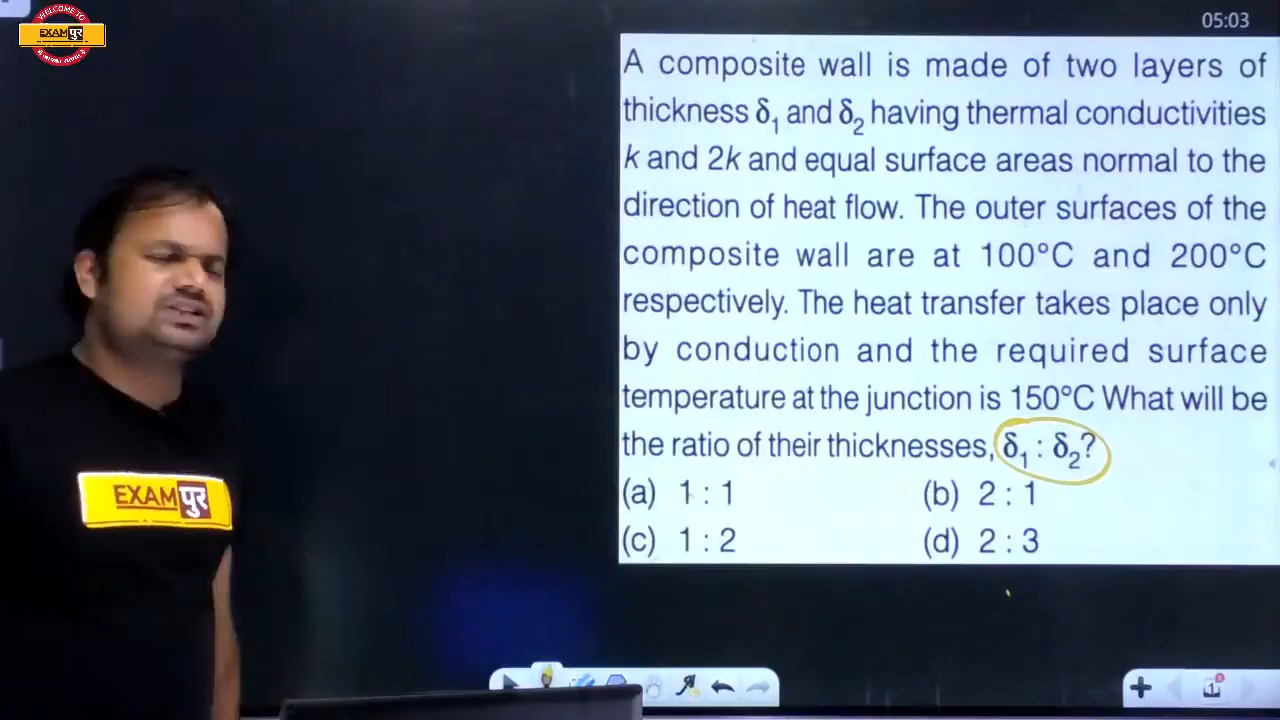 WELCOME TO
EXAMपुर
05:03
A composite wall is made of two layers of
thickness δ₁ and δ₂ having thermal conductivities
k and 2k and equal surface areas normal to the
direction of heat flow. The outer surfaces of the
composite wall are at 100°C and 200°C
respectively. The heat transfer takes place only
by conduction and the required surface
temperature at the junction is 150°C What will be
the ratio of their thicknesses, δ₁ : δ₂?
(a) 1 : 1 (b) 2 : 1
(c) 1 : 2 (d) 2 : 3
EXAMपुर
1